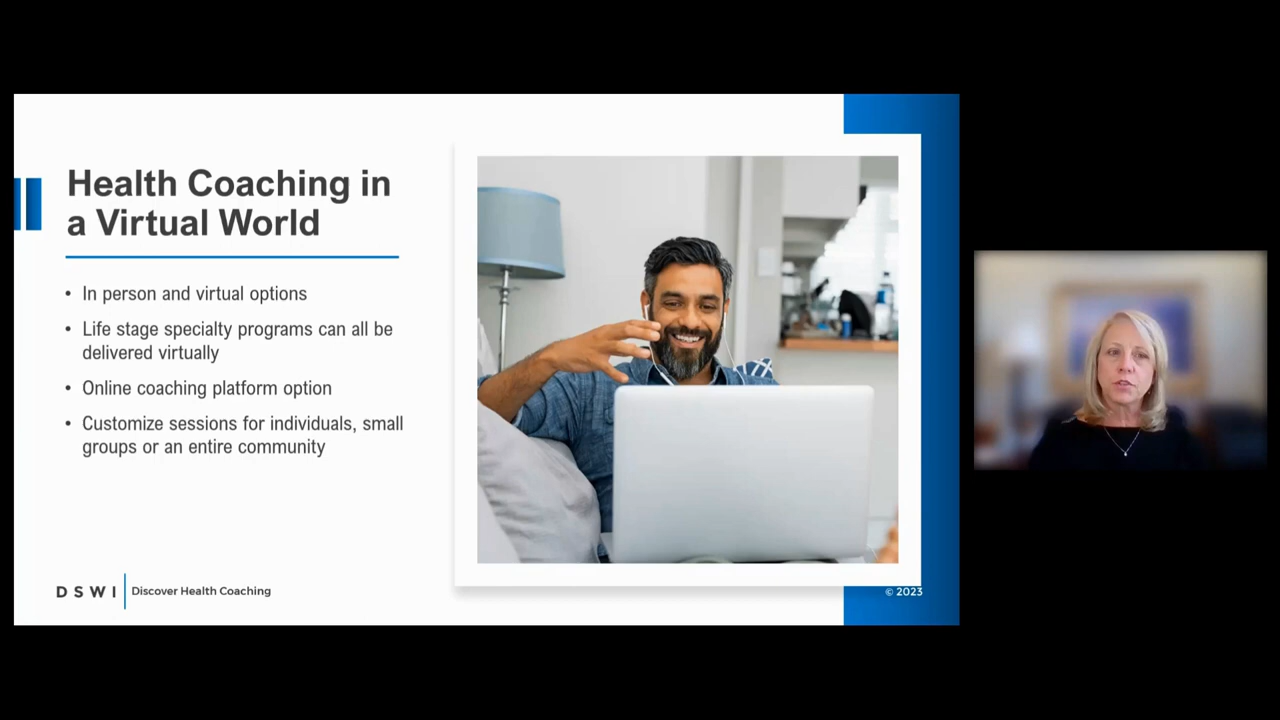 Health Coaching in
a Virtual World
• In person and virtual options
• Life stage specialty programs can all be
delivered virtually
• Online coaching platform option
• Customize sessions for individuals, small
groups or an entire community
DSWI
Discover Health Coaching
© 2023